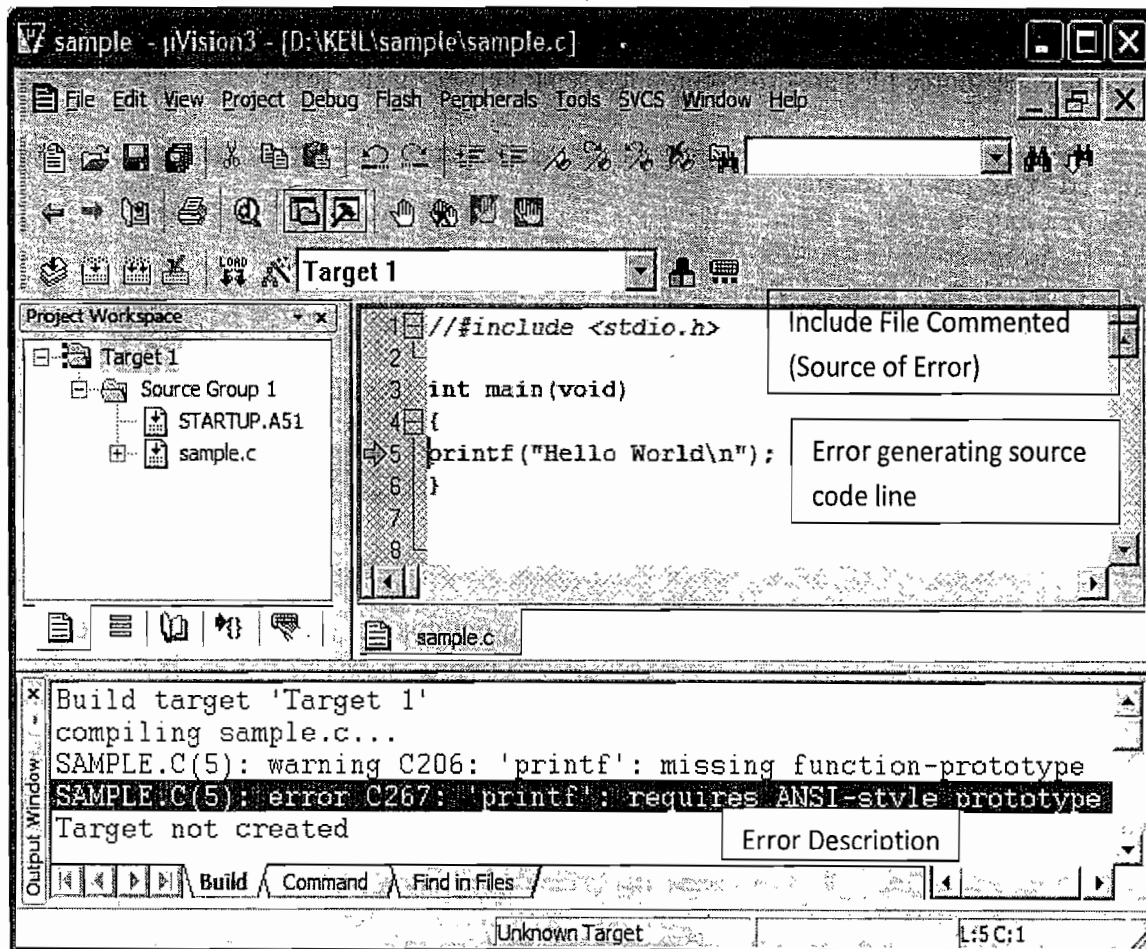 sample - µVision3 - [D:\KEIL\sample\sample.c]
File Edit View Project Debug Flash Peripherals Tools SVCS Window Help
LOAD
Target 1
Project Workspace
Target 1
Source Group 1
STARTUP.A51
sample.c
1 //#include <stdio.h>
2
3 int main(void)
4 {
5 printf("Hello World\n");
6 }
7
8
Include File Commented
(Source of Error)
Error generating source
code line
sample.c
Output Window
Build target 'Target 1'
compiling sample.c...
SAMPLE.C(5): warning C206: 'printf': missing function-prototype
SAMPLE.C(5): error C267: 'printf': requires ANSI-style prototype
Target not created
Error Description
Build Command Find in Files
Unknown Target
L:5 C:1